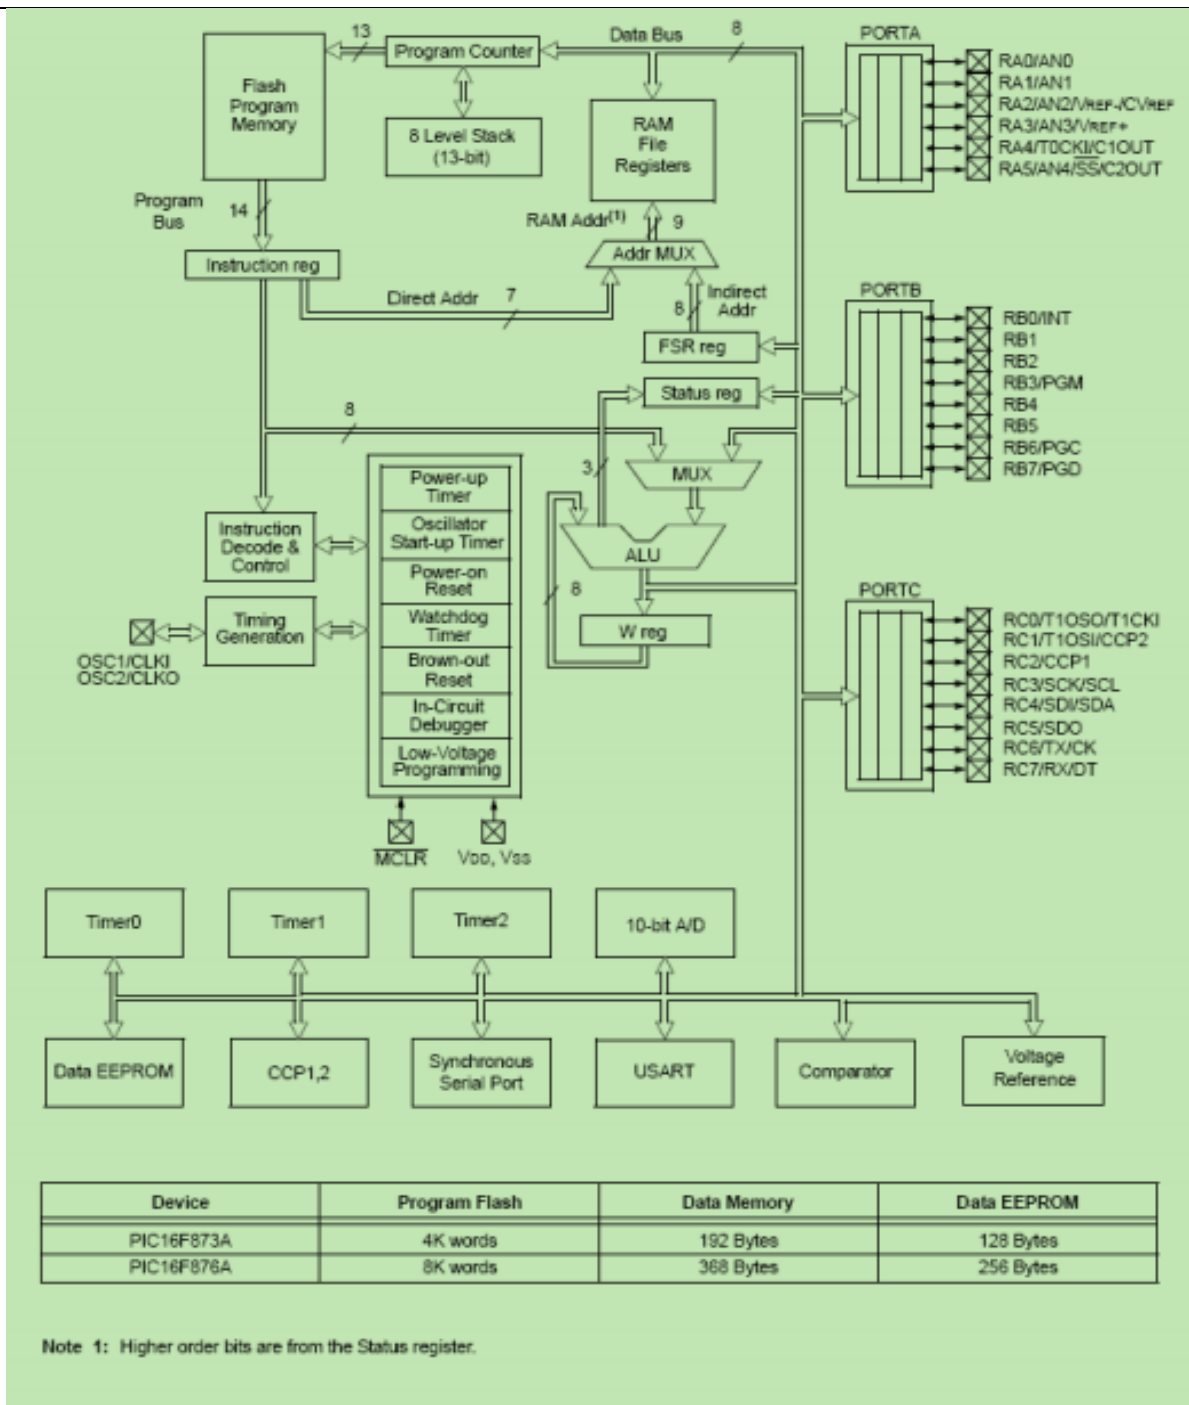 13
Program Counter
Data Bus
8
PORTA
Flash
Program
Memory
8 Level Stack
(13-bit)
RAM
File
Registers
RA0/AN0
RA1/AN1
RA2/AN2/VREF-/CVREF
RA3/AN3/VREF+
RA4/T0CKI/C1OUT
RA5/AN4/SS/C2OUT
Program
Bus
14
RAM Addr(1)
9
Instruction reg
Addr MUX
Direct Addr
7
8
Indirect
Addr
FSR reg
Status reg
PORTB
RB0/INT
RB1
RB2
RB3/PGM
RB4
RB5
RB6/PGC
RB7/PGD
8
3
MUX
Power-up
Timer
Oscillator
Start-up Timer
Power-on
Reset
Watchdog
Timer
Brown-out
Reset
In-Circuit
Debugger
Low-Voltage
Programming
Instruction
Decode &
Control
Timing
Generation
OSC1/CLKI
OSC2/CLKO
ALU
8
W reg
PORTC
RC0/T1OSO/T1CKI
RC1/T1OSI/CCP2
RC2/CCP1
RC3/SCK/SCL
RC4/SDI/SDA
RC5/SDO
RC6/TX/CK
RC7/RX/DT
MCLR
VDD, VSS
Timer0
Timer1
Timer2
10-bit A/D
Data EEPROM
CCP1,2
Synchronous
Serial Port
USART
Comparator
Voltage
Reference
Device Program Flash Data Memory Data EEPROM
PIC16F873A 4K words 192 Bytes 128 Bytes
PIC16F876A 8K words 368 Bytes 256 Bytes
Note 1: Higher order bits are from the Status register.